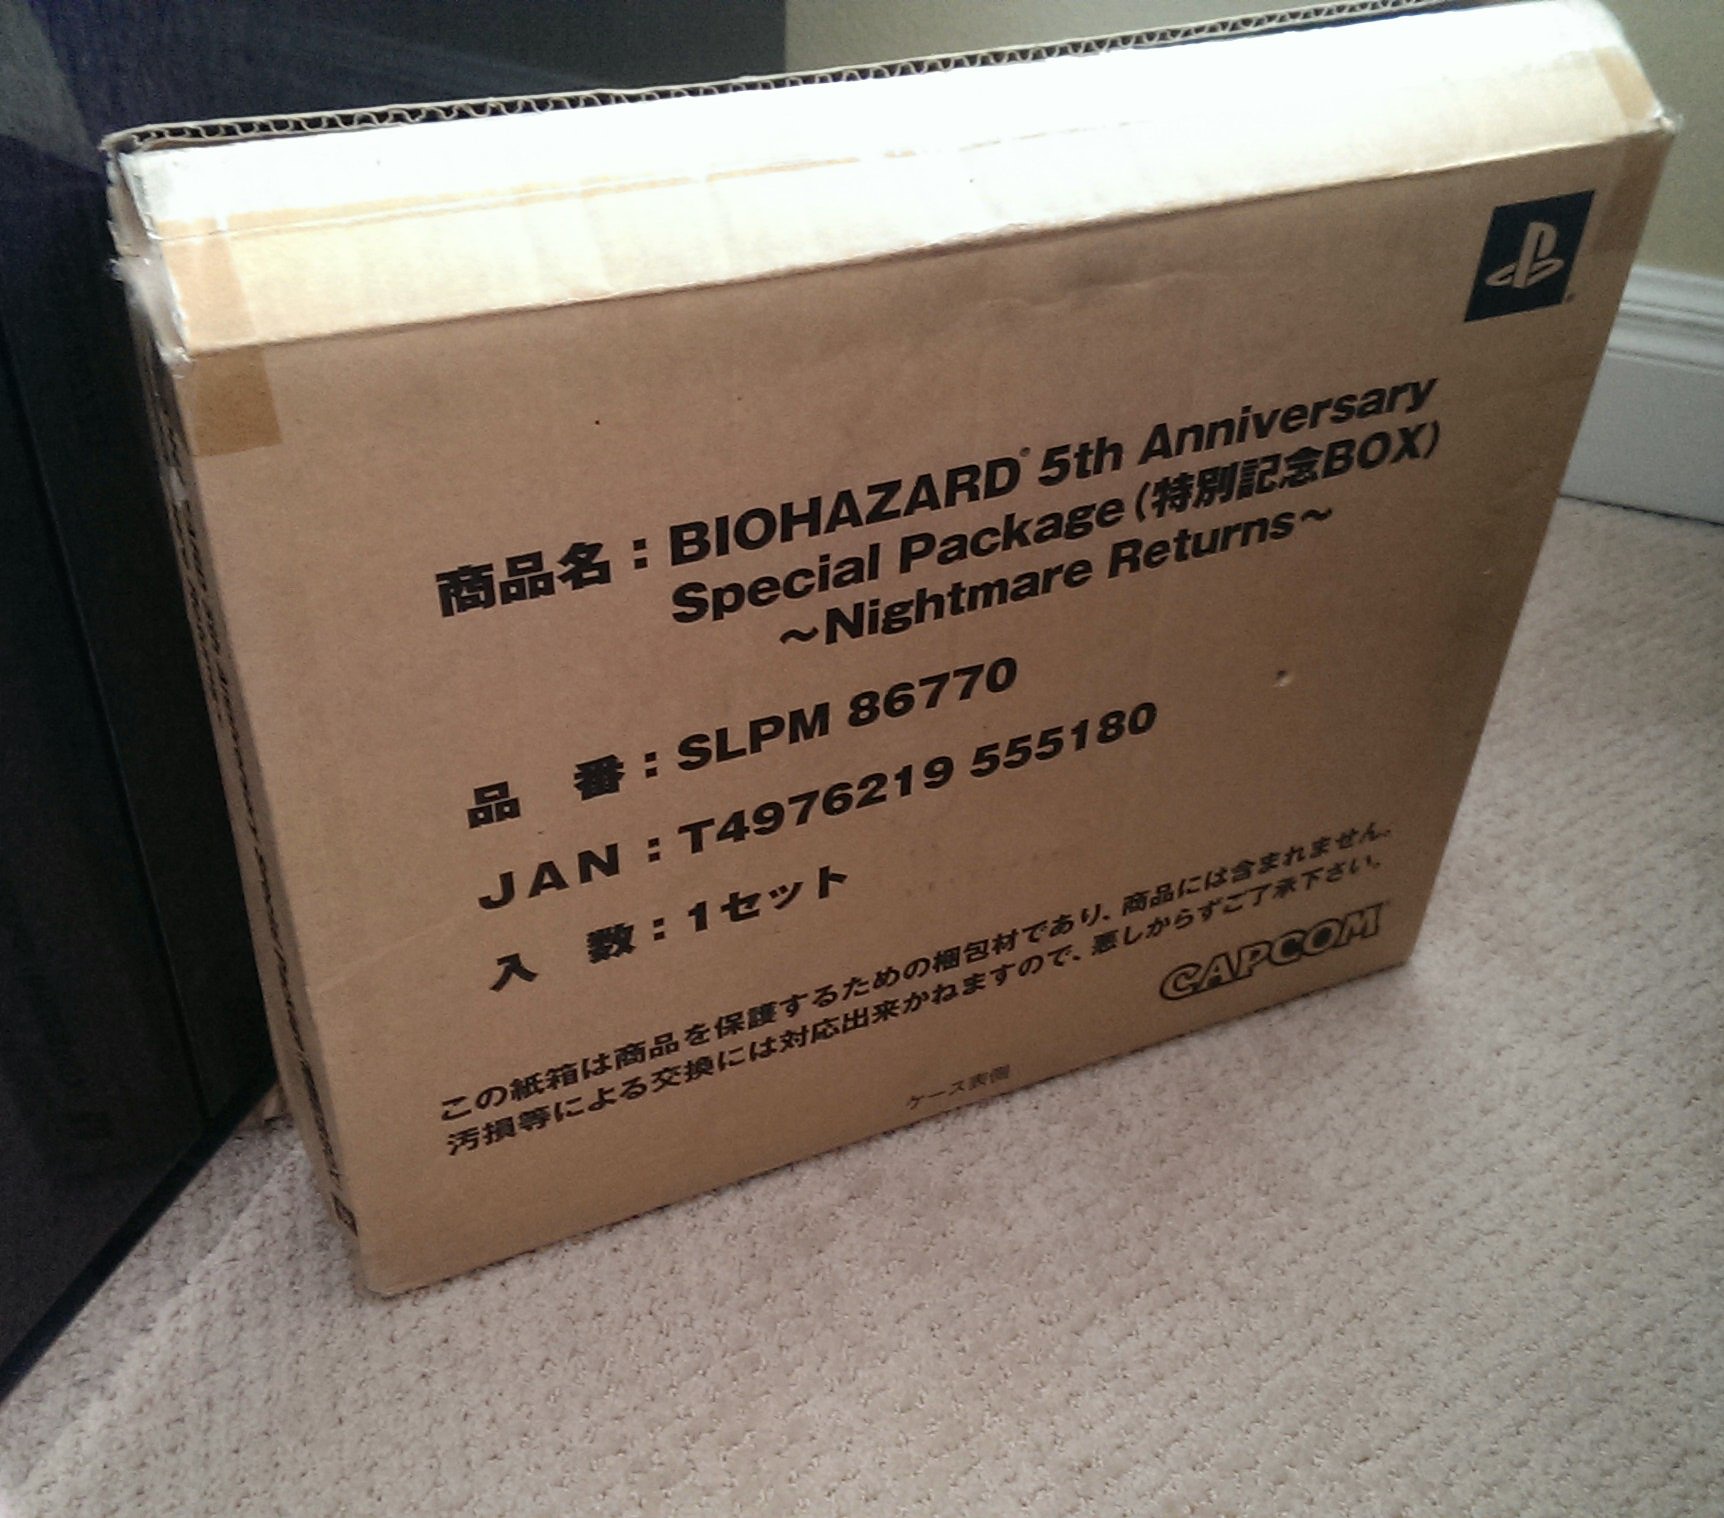 商品名：BIOHAZARD® 5th Anniversary
Special Package（特別記念BOX）
～Nightmare Returns～
品　番：SLPM 86770
JAN：T4976219 555180
入　数：1セット
この紙箱は商品を保護するための梱包材であり、商品には含まれません。
汚損等による交換には対応出来かねますので、悪しからずご了承下さい。
CAPCOM
ケース表側